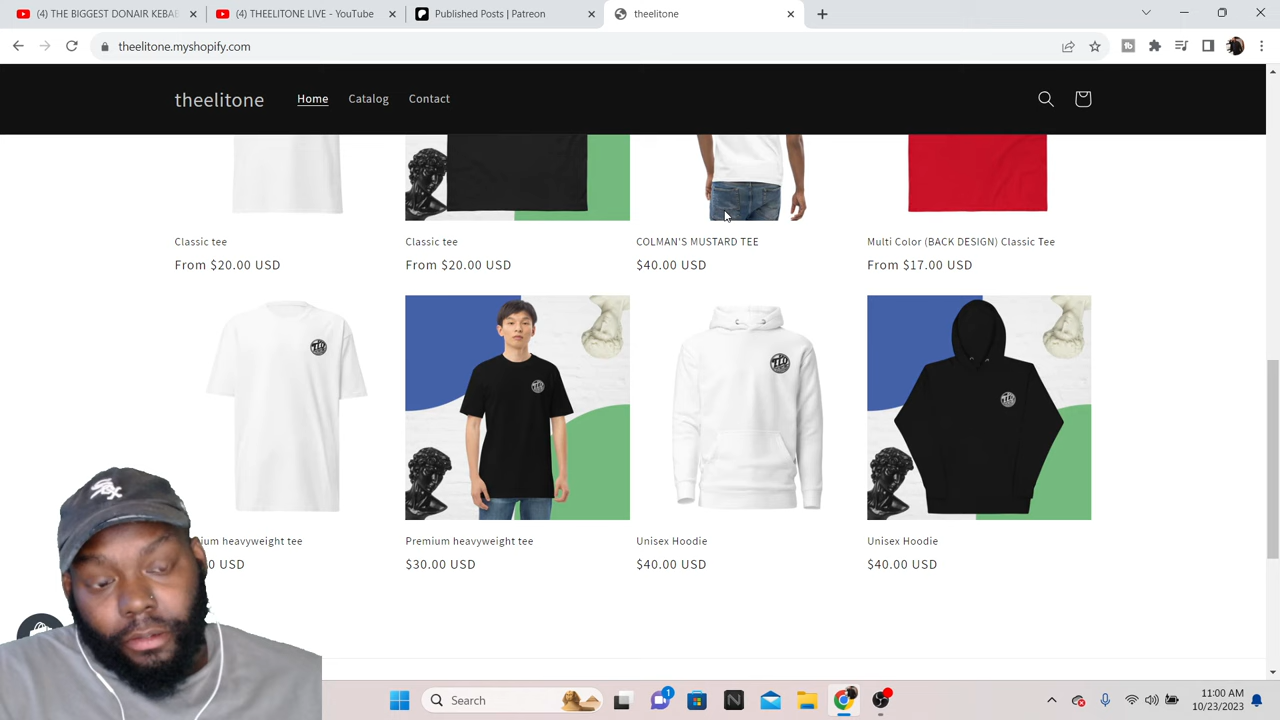 (4) THE BIGGEST DONAIR KEBAB
(4) THEELITONE LIVE - YouTube
Published Posts | Patreon
theelitone
theelitone.myshopify.com
theelitone
Home
Catalog
Contact
Classic tee
Classic tee
COLMAN'S MUSTARD TEE
Multi Color (BACK DESIGN) Classic Tee
From $20.00 USD
From $20.00 USD
$40.00 USD
From $17.00 USD
heavyweight tee
Premium heavyweight tee
Unisex Hoodie
Unisex Hoodie
USD
$30.00 USD
$40.00 USD
$40.00 USD
Sox
Search
1
11:00 AM
10/23/2023